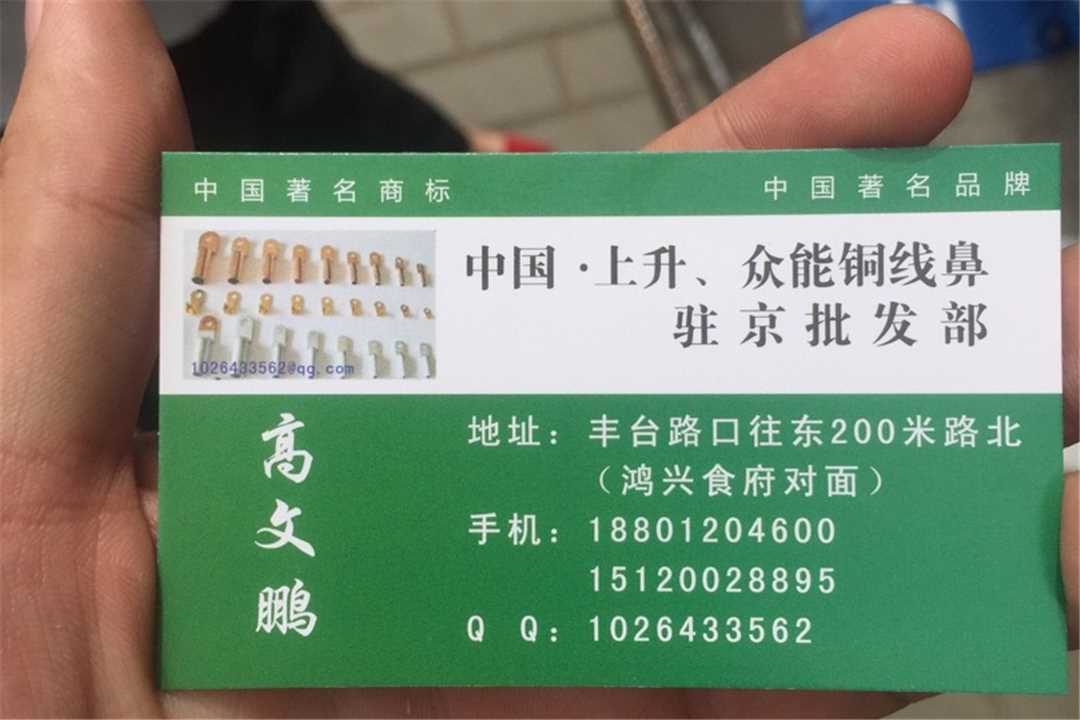 中国著名商标
中国著名品牌
中国·上升、众能铜线鼻
驻京批发部
1026433562@qg.com
高文鹏
地址：丰台路口往东200米路北
（鸿兴食府对面）
手机：18801204600
15120028895
QQ：1026433562